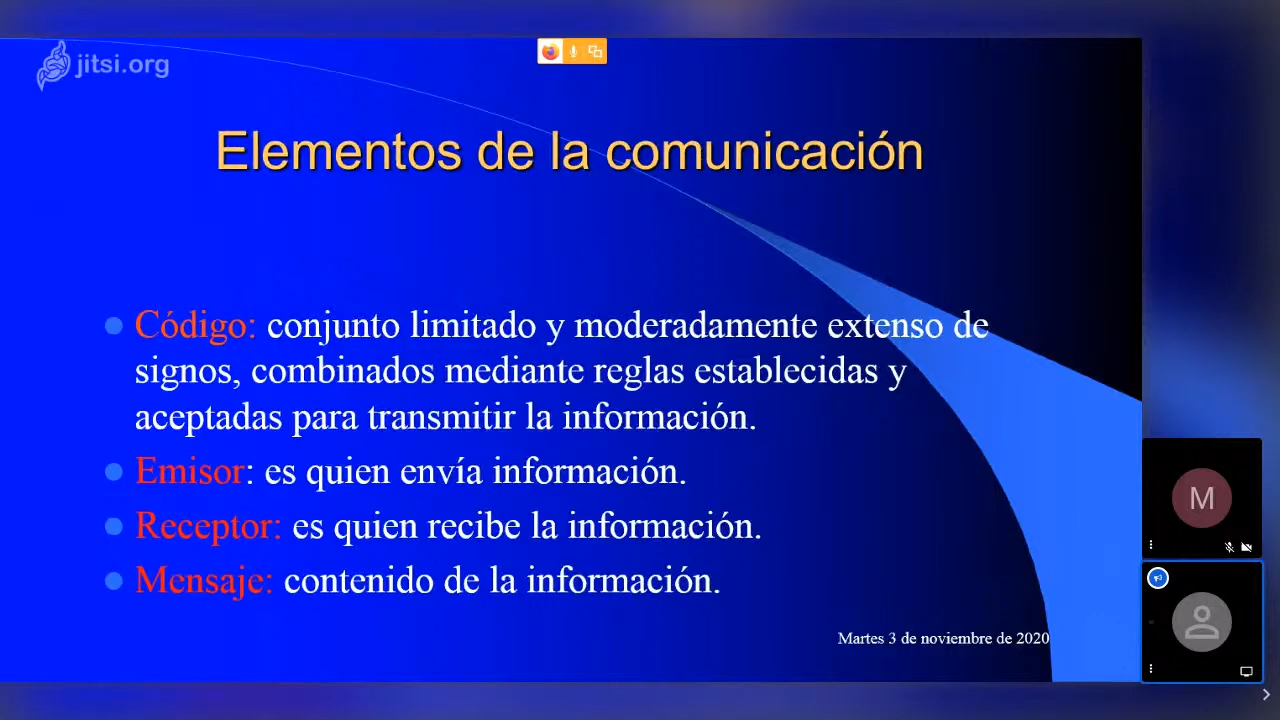 jitsi.org
Elementos de la comunicación
Código: conjunto limitado y moderadamente extenso de
signos, combinados mediante reglas establecidas y
aceptadas para transmitir la información.
Emisor: es quien envía información.
Receptor: es quien recibe la información.
Mensaje: contenido de la información.
Martes 3 de noviembre de 2020
M